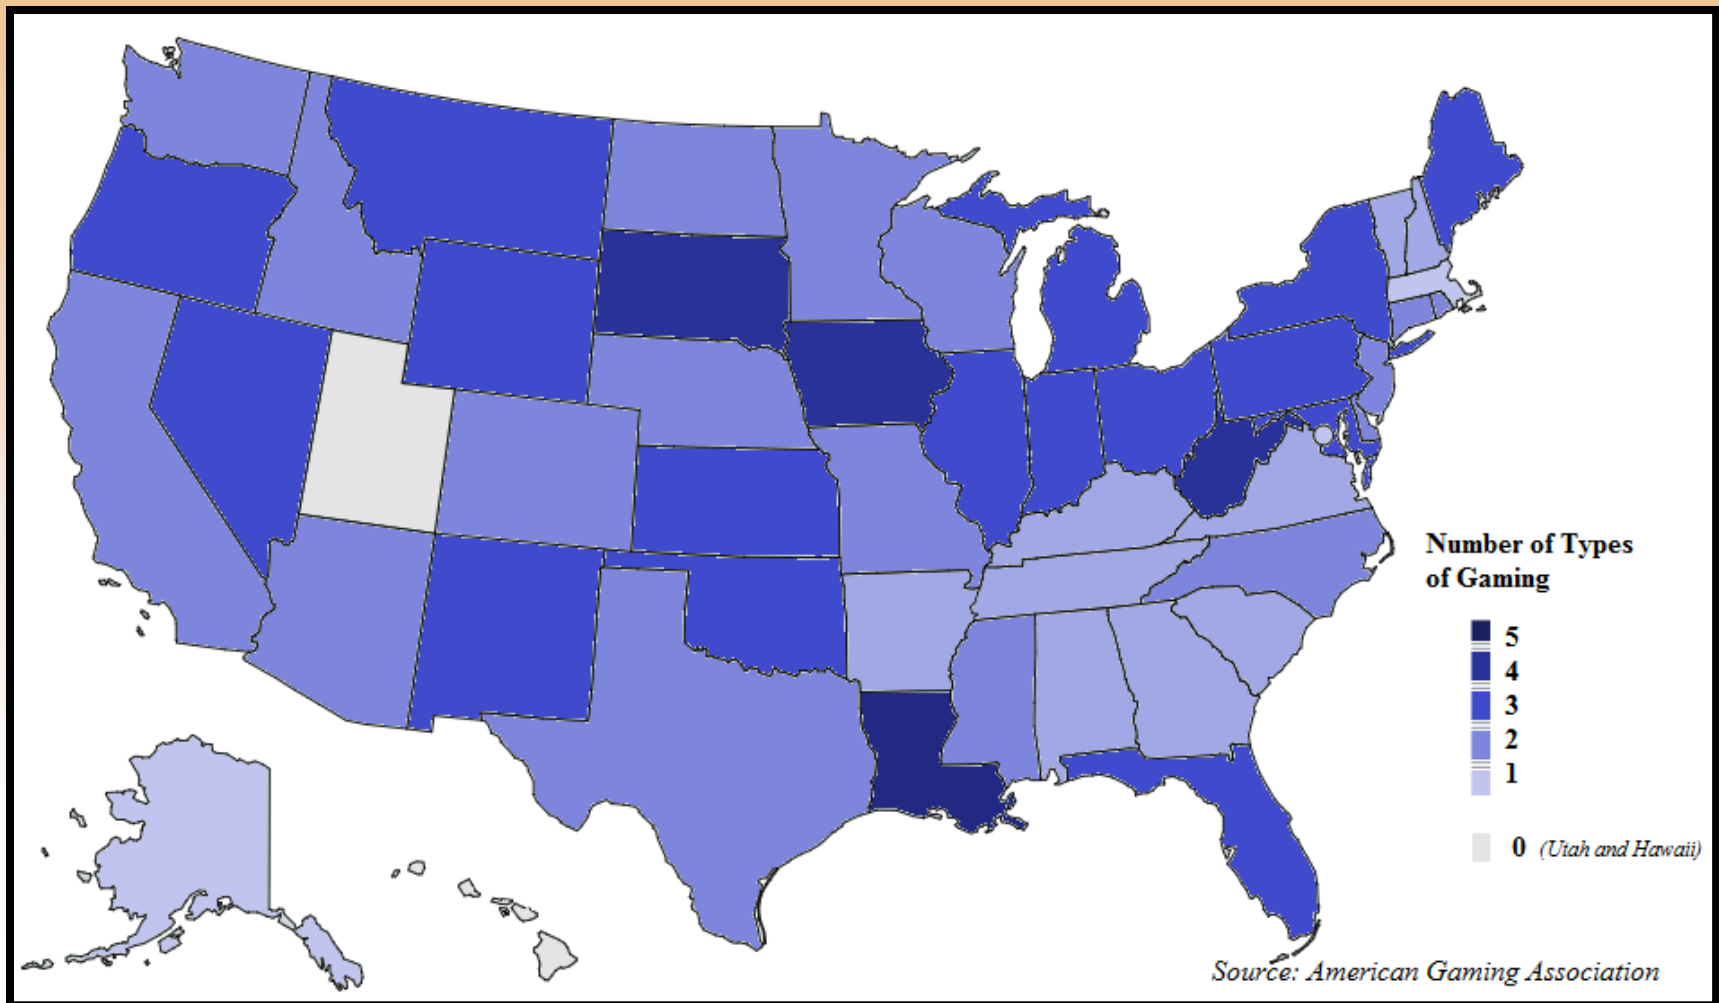 Number of Types
of Gaming
5
4
3
2
1
0 (Utah and Hawaii)
Source: American Gaming Association